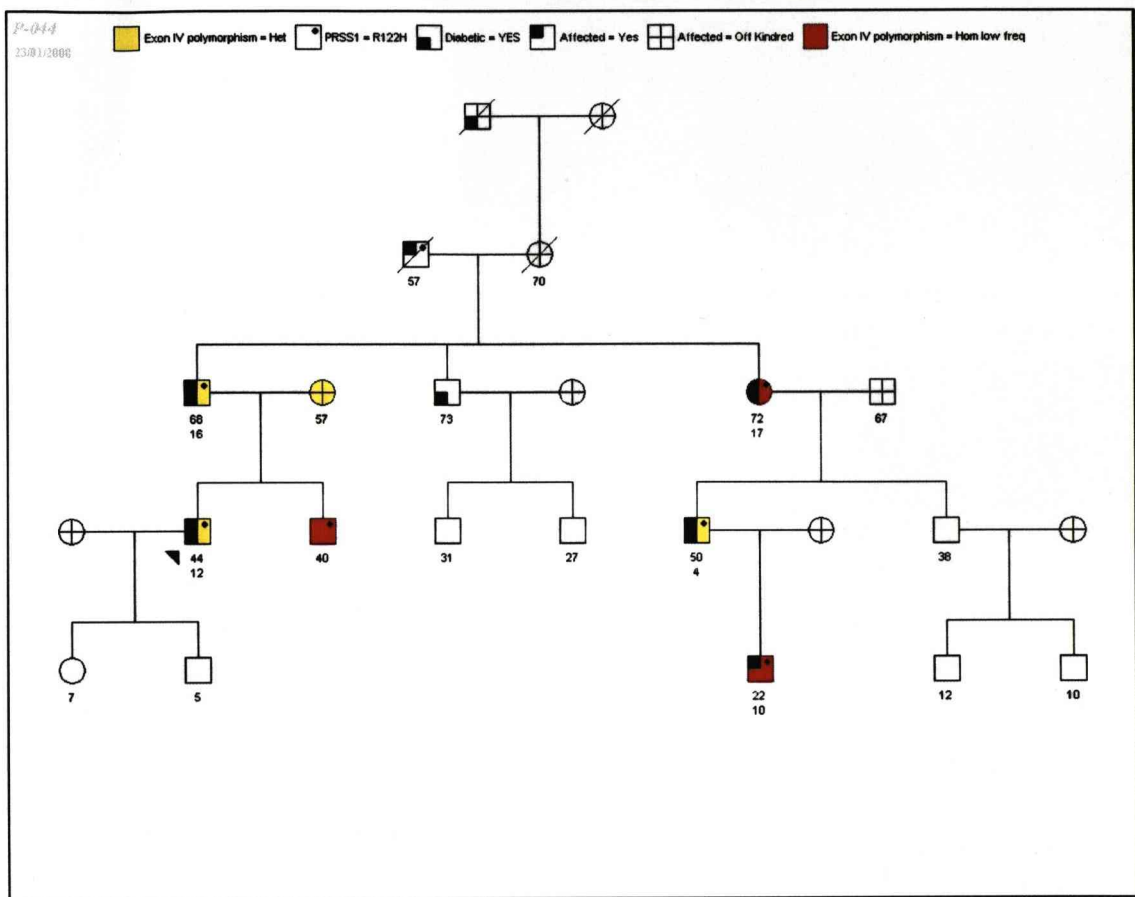 P-044
23/01/2008
Exon IV polymorphism = Het PRSS1 = R122H Diabetic = YES Affected = Yes Affected = Off Kindred Exon IV polymorphism = Hom low freq
57 70
68 57 73 72 67
16 17
44 40 31 27 50 38
12 4
7 5 22 12 10
10